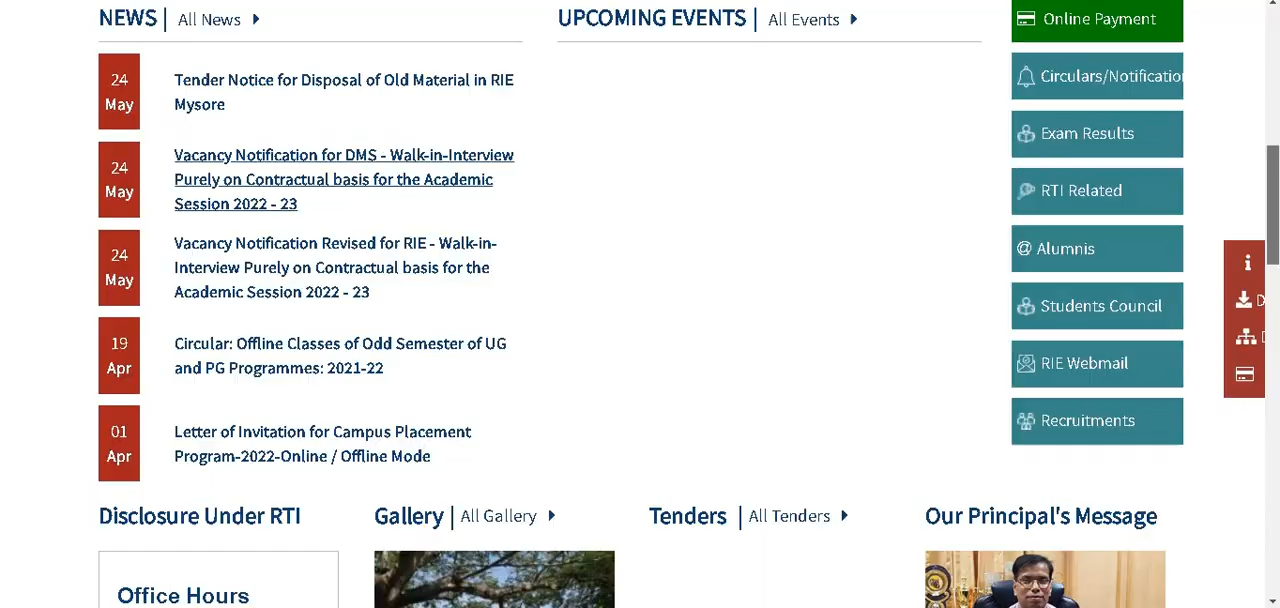 NEWS | All News
UPCOMING EVENTS | All Events
Online Payment
24
May
Tender Notice for Disposal of Old Material in RIE
Mysore
24
May
Vacancy Notification for DMS - Walk-in-Interview
Purely on Contractual basis for the Academic
Session 2022 - 23
24
May
Vacancy Notification Revised for RIE - Walk-in-
Interview Purely on Contractual basis for the
Academic Session 2022 - 23
19
Apr
Circular: Offline Classes of Odd Semester of UG
and PG Programmes: 2021-22
01
Apr
Letter of Invitation for Campus Placement
Program-2022-Online / Offline Mode
Circulars/Notificatio
Exam Results
RTI Related
@ Alumnis
Students Council
RIE Webmail
Recruitments
i
D
Disclosure Under RTI
Gallery | All Gallery
Tenders | All Tenders
Our Principal's Message
Office Hours